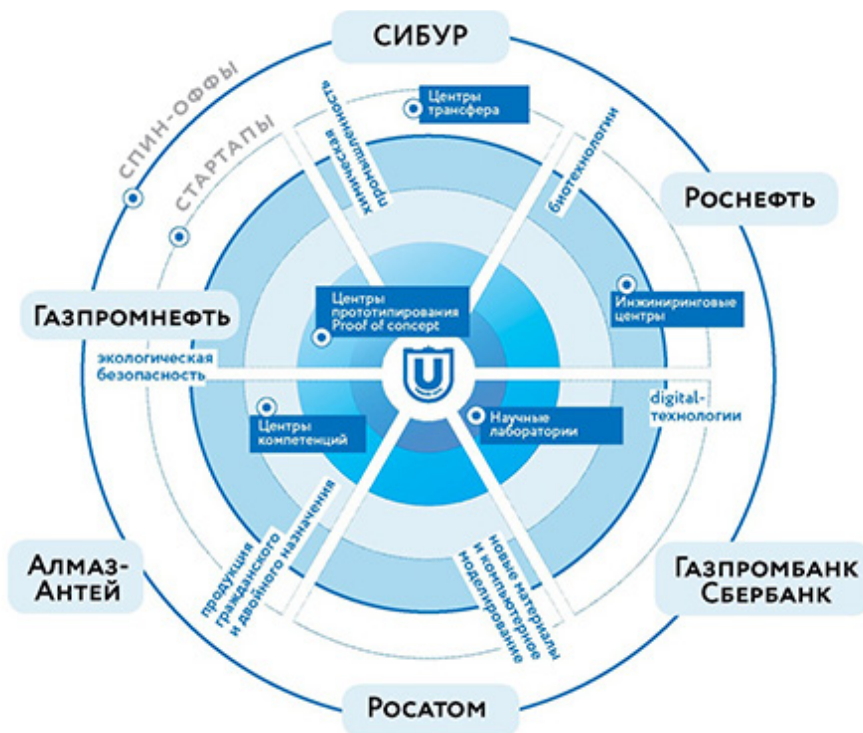 СИБУР
СПИН-ОФФЫ
СТАРТАПЫ
химическая
промышленность
Центры
трансфера
биотехнологии
Роснефть
Газпромнефть
Центры
прототипирования
Proof of concept
Инжиниринговые
центры
экологическая
безопасность
U
digital-
технологии
Центры
компетенций
Научные
лаборатории
продукция
гражданского
и двойного назначения
новые материалы
и компьютерное
моделирование
Алмаз-
Антей
Газпромбанк
Сбербанк
Росатом